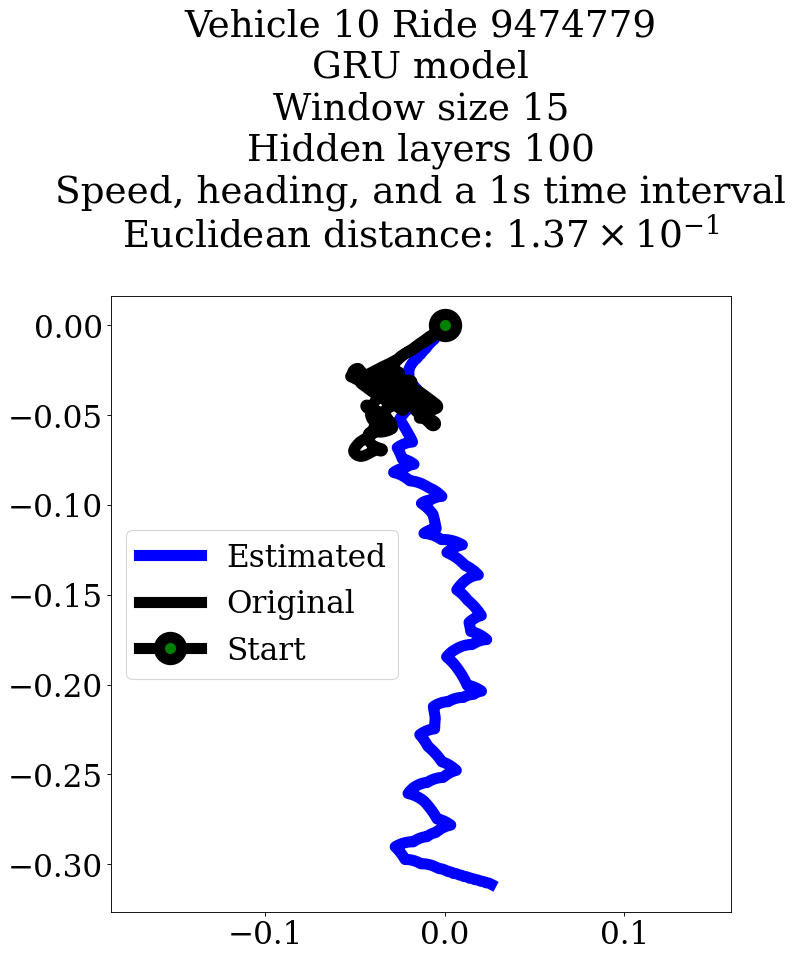 Vehicle 10 Ride 9474779
GRU model
Window size 15
Hidden layers 100
Speed, heading, and a 1s time interval
Euclidean distance: 1.37 × 10⁻¹
0.00
−0.05
−0.10
−0.15
−0.20
−0.25
−0.30
Estimated
Original
Start
−0.1 0.0 0.1